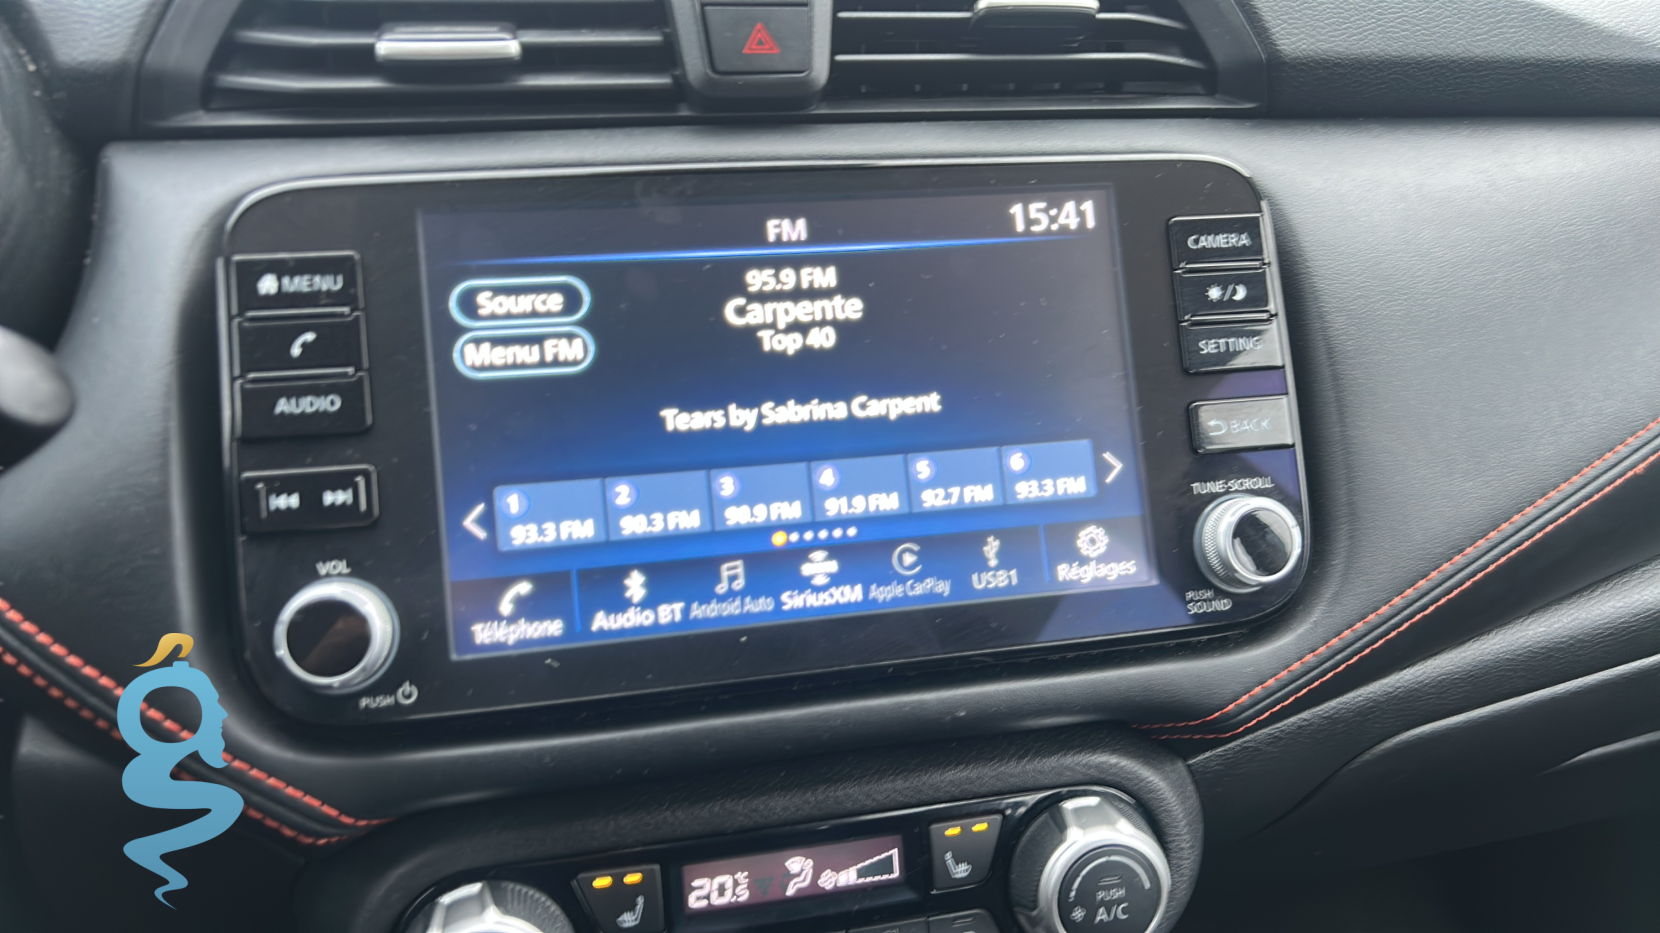 FM
15:41
MENU
AUDIO
VOL
PUSH
Source
Menu FM
95.9 FM
Carpente
Top 40
Tears by Sabrina Carpent
1
93.3 FM
2
90.3 FM
3
90.9 FM
4
91.9 FM
5
92.7 FM
6
93.3 FM
Téléphone
Audio BT
Android Auto
SiriusXM
Apple CarPlay
USB1
Réglages
CAMERA
SETTING
BACK
TUNE·SCROLL
PUSH
SOUND
20.5°C
PUSH
A/C